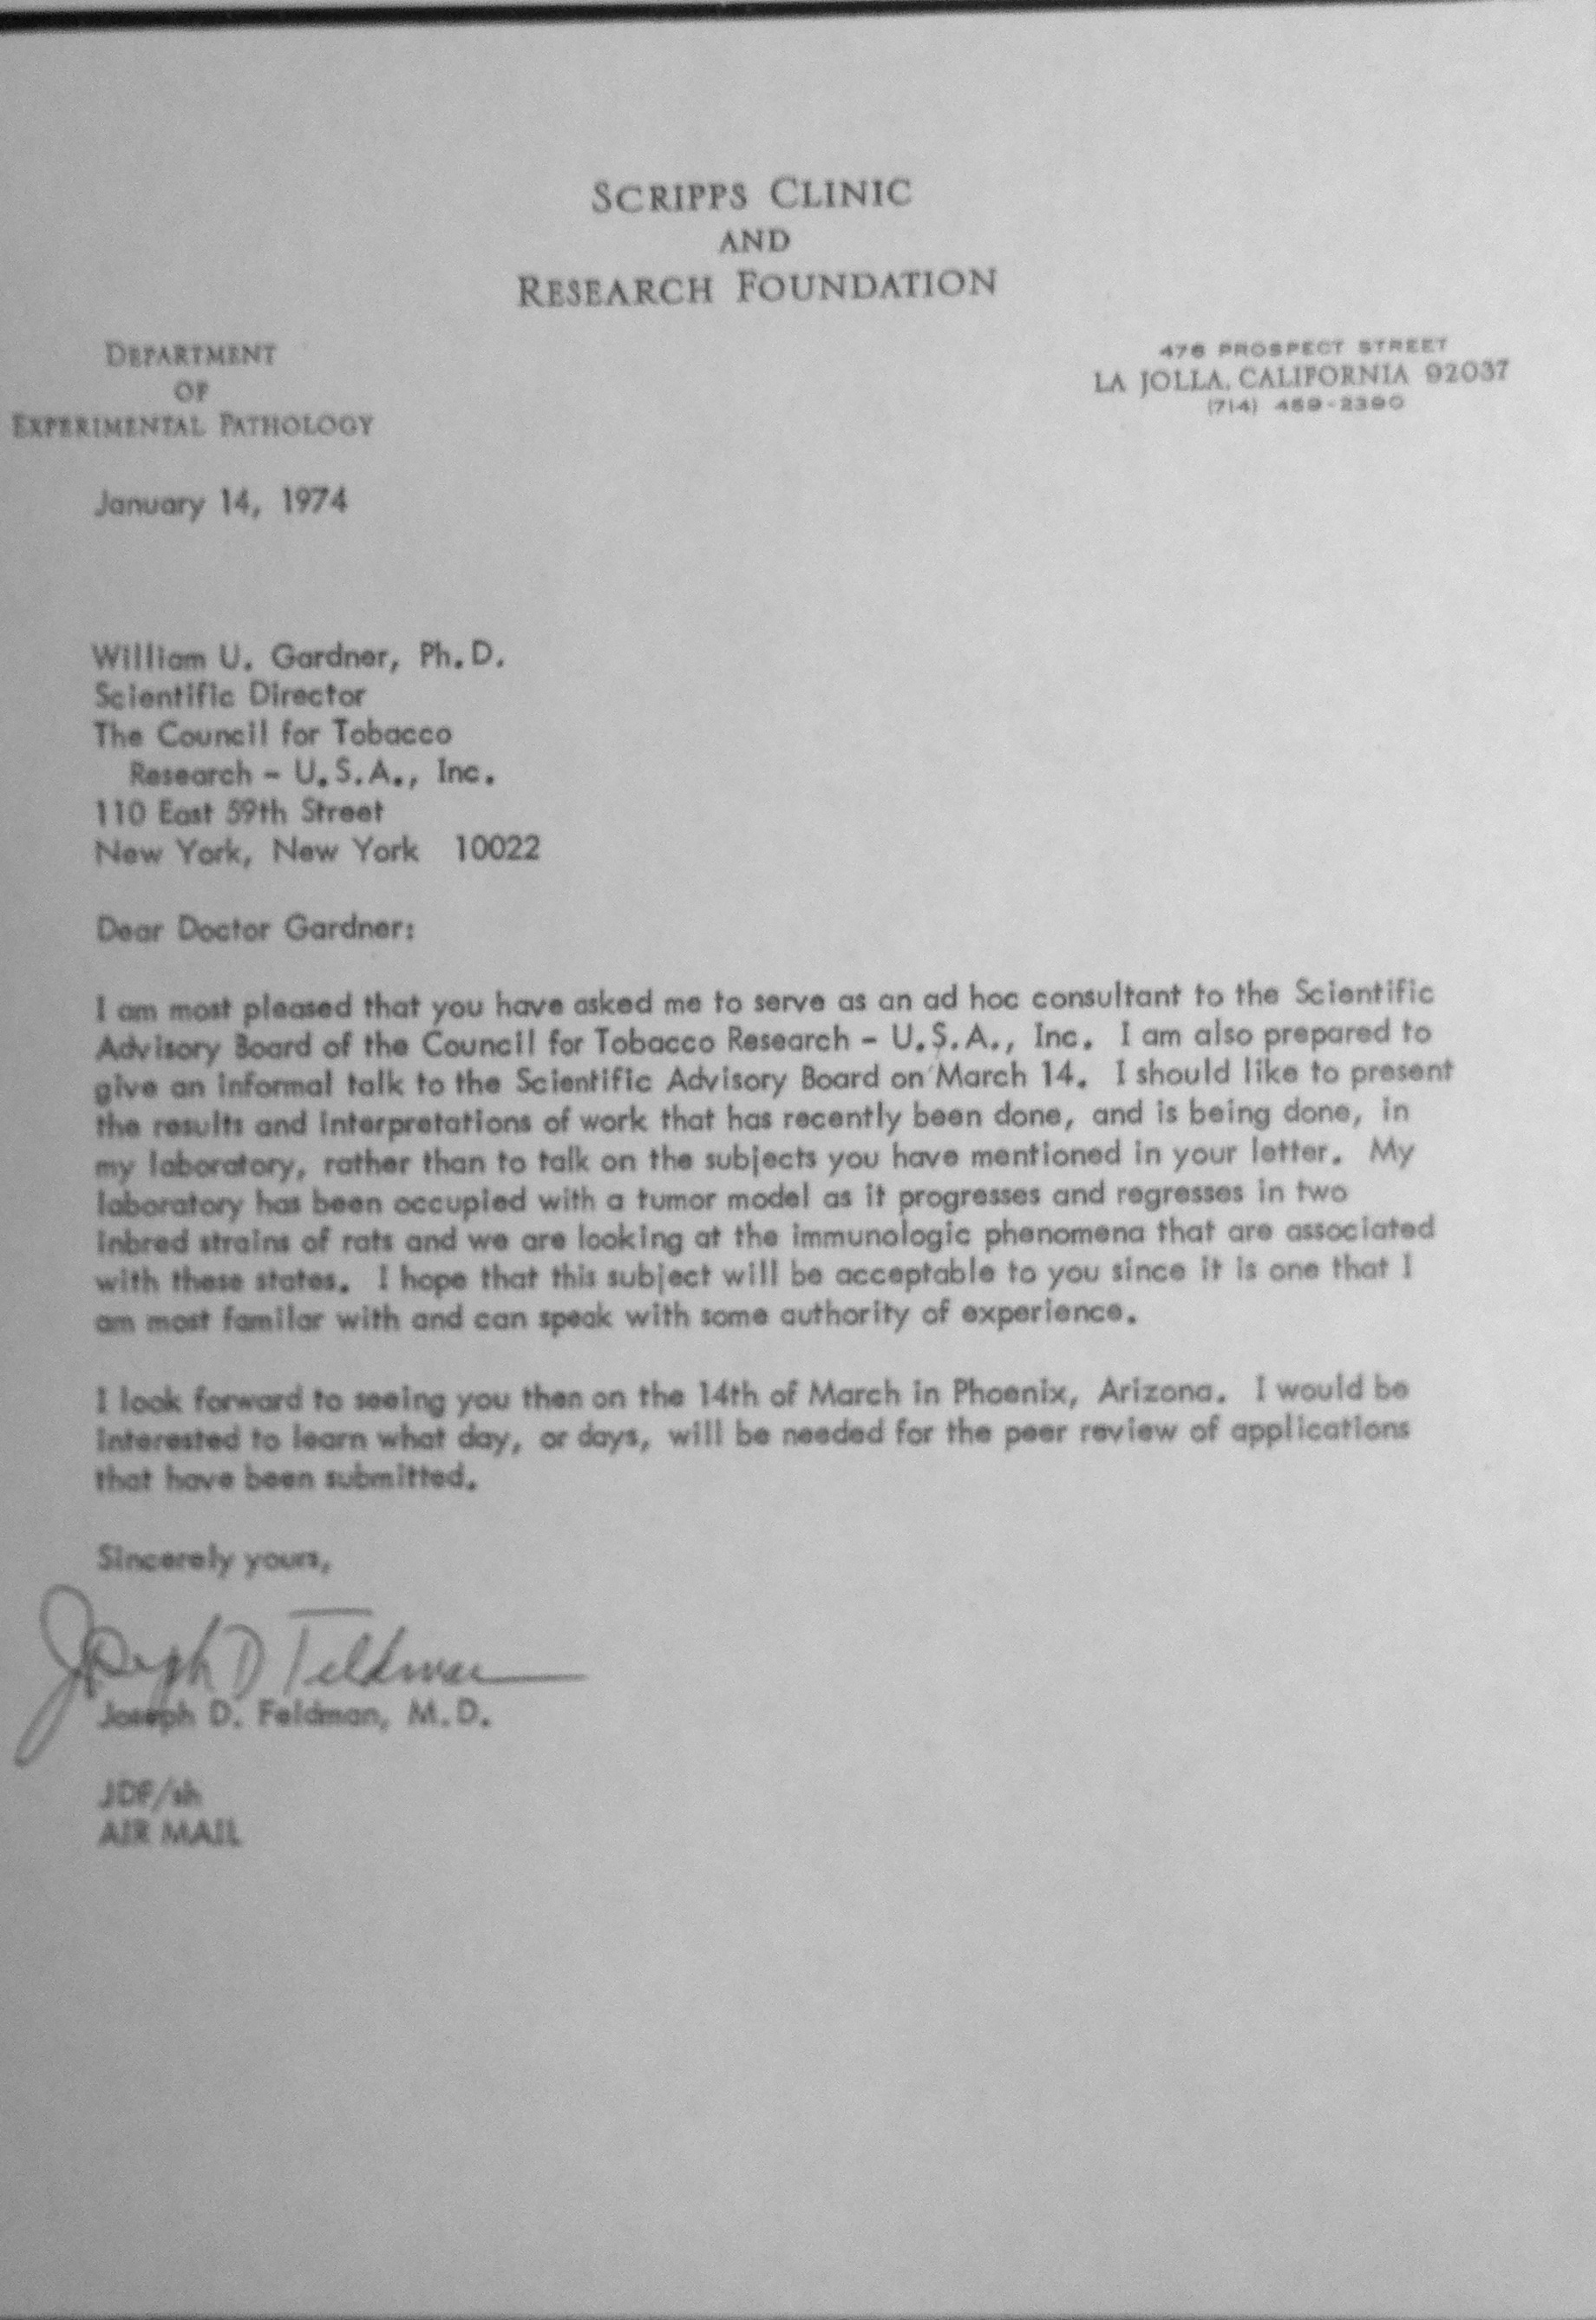 SCRIPPS CLINIC
AND
RESEARCH FOUNDATION
DEPARTMENT
OF
EXPERIMENTAL PATHOLOGY
476 PROSPECT STREET
LA JOLLA, CALIFORNIA 92037
(714) 459-2390
January 14, 1974
William U. Gardner, Ph.D.
Scientific Director
The Council for Tobacco
Research - U.S.A., Inc.
110 East 59th Street
New York, New York 10022
Dear Doctor Gardner:
I am most pleased that you have asked me to serve as an ad hoc consultant to the Scientific
Advisory Board of the Council for Tobacco Research - U.S.A., Inc. I am also prepared to
give an informal talk to the Scientific Advisory Board on March 14. I should like to present
the results and interpretations of work that has recently been done, and is being done, in
my laboratory, rather than to talk on the subjects you have mentioned in your letter. My
laboratory has been occupied with a tumor model as it progresses and regresses in two
inbred strains of rats and we are looking at the immunologic phenomena that are associated
with these states. I hope that this subject will be acceptable to you since it is one that I
am most familar with and can speak with some authority of experience.
I look forward to seeing you then on the 14th of March in Phoenix, Arizona. I would be
interested to learn what day, or days, will be needed for the peer review of applications
that have been submitted.
Sincerely yours,
Joseph D Feldman
Joseph D. Feldman, M.D.
JDF/sh
AIR MAIL